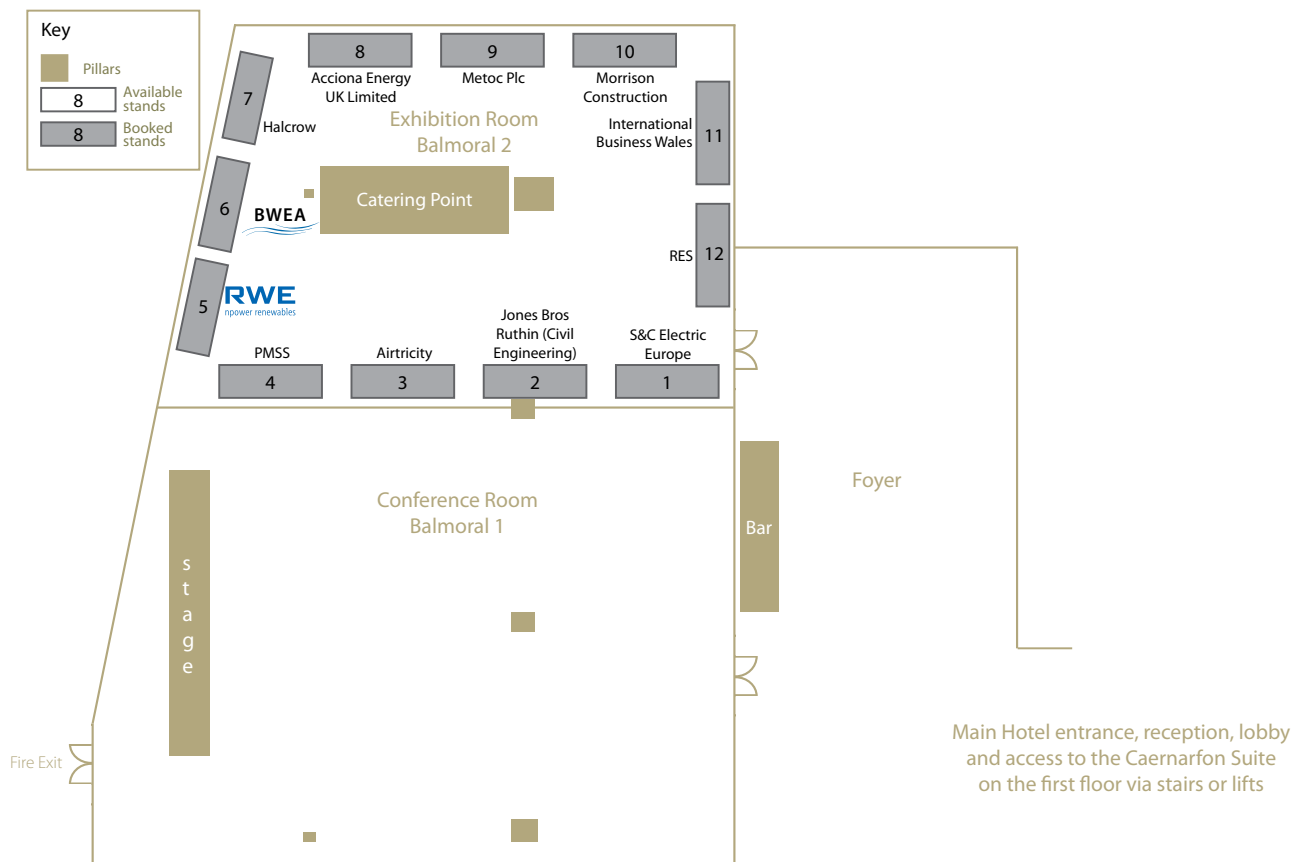 Key
Pillars
8
Available
stands
8
Booked
stands
8
Acciona Energy
UK Limited
9
Metoc Plc
10
Morrison
Construction
7
Halcrow
Exhibition Room
Balmoral 2
International
Business Wales
11
6
BWEA
Catering Point
RES
12
5
RWE
npower renewables
PMSS
4
Airtricity
3
Jones Bros
Ruthin (Civil
Engineering)
2
S&C Electric
Europe
1
Conference Room
Balmoral 1
stage
Bar
Foyer
Fire Exit
Main Hotel entrance, reception, lobby
and access to the Caernarfon Suite
on the first floor via stairs or lifts